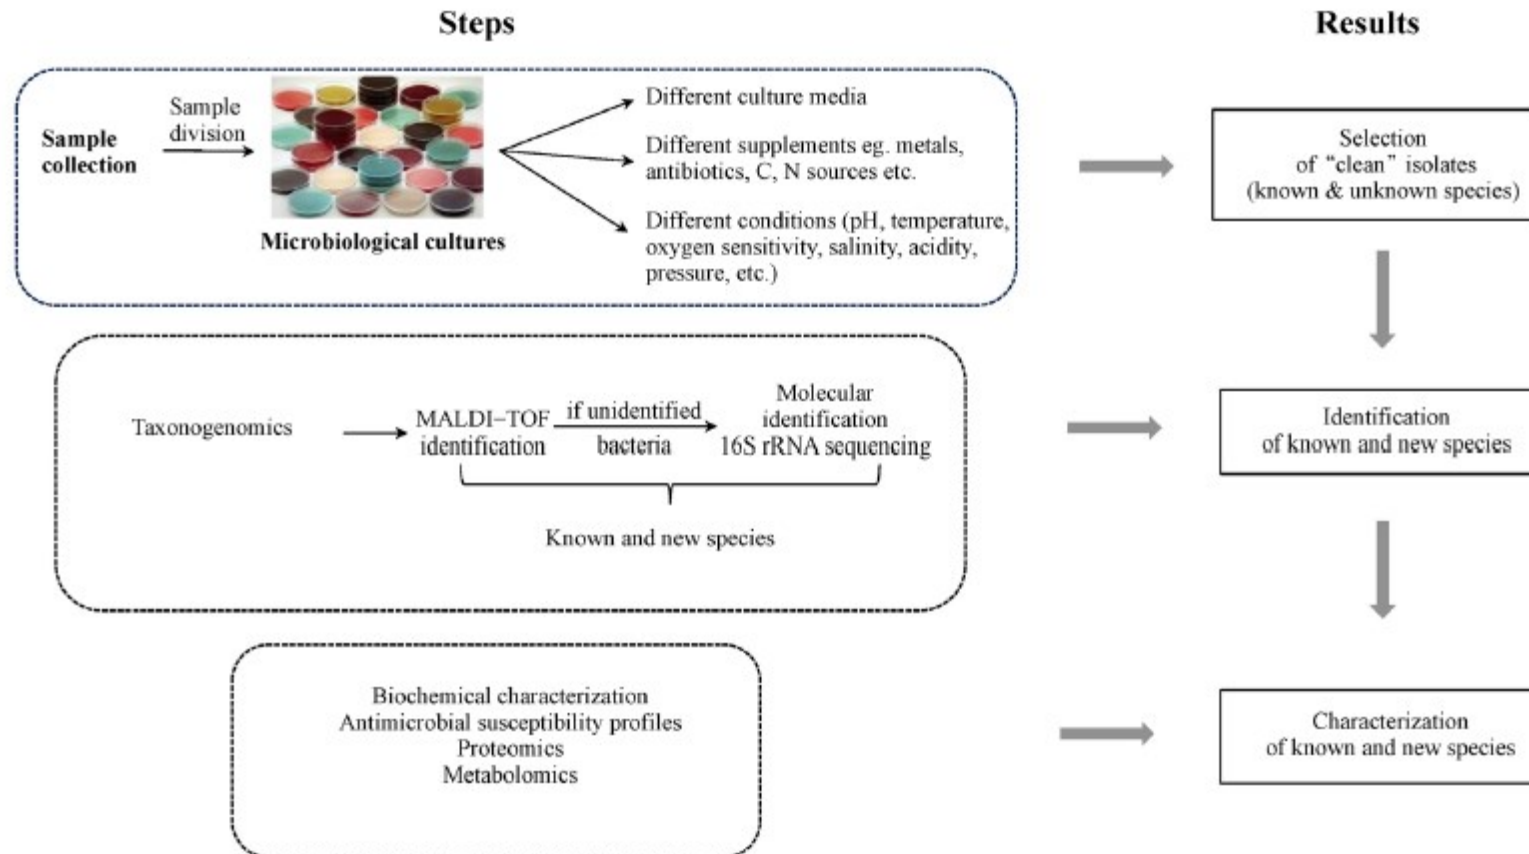 Steps
Results
Sample
collection
Sample
division
Microbiological cultures
Different culture media
Different supplements eg. metals,
antibiotics, C, N sources etc.
Different conditions (pH, temperature,
oxygen sensitivity, salinity, acidity,
pressure, etc.)
Selection
of “clean” isolates
(known & unknown species)
Taxonogenomics
MALDI–TOF
identification
if unidentified
bacteria
Molecular
identification
16S rRNA sequencing
Known and new species
Identification
of known and new species
Biochemical characterization
Antimicrobial susceptibility profiles
Proteomics
Metabolomics
Characterization
of known and new species